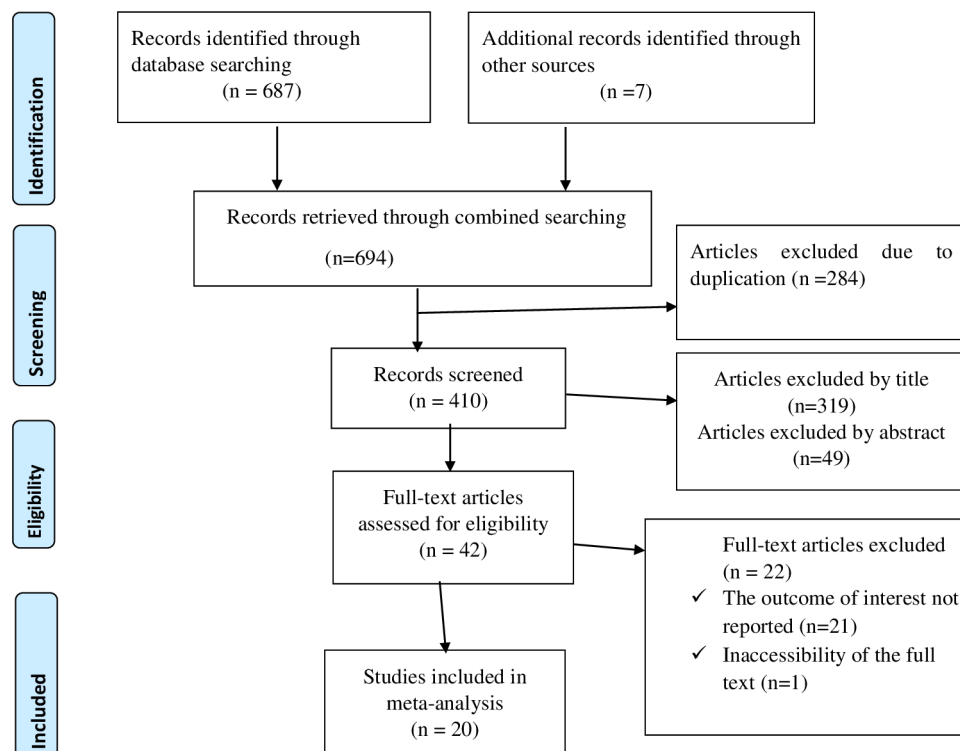 Identification
Records identified through
database searching
(n = 687)
Additional records identified through
other sources
(n =7)
Records retrieved through combined searching
(n=694)
Screening
Articles excluded due to
duplication (n =284)
Records screened
(n = 410)
Articles excluded by title
(n=319)
Articles excluded by abstract
(n=49)
Eligibility
Full-text articles
assessed for eligibility
(n = 42)
Full-text articles excluded
(n = 22)
✓ The outcome of interest not
reported (n=21)
✓ Inaccessibility of the full
text (n=1)
Included
Studies included in
meta-analysis
(n = 20)